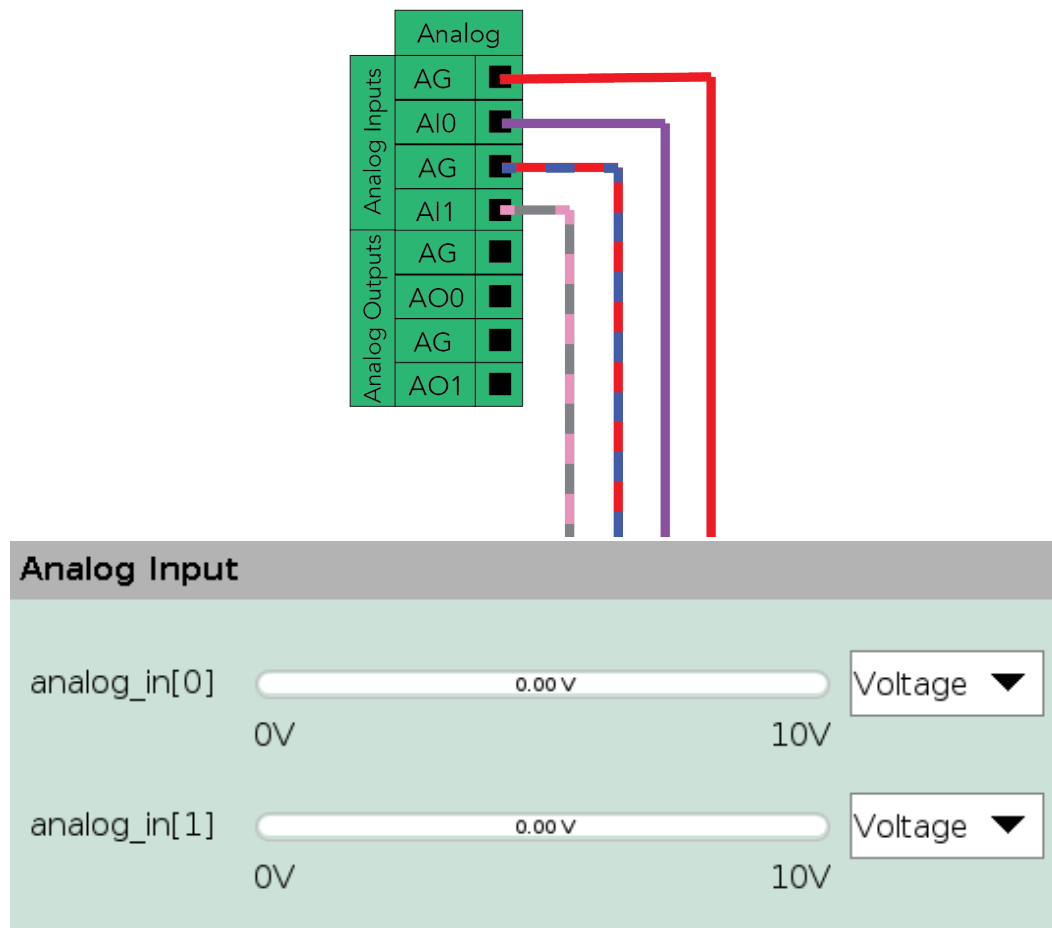 Analog
Analog Inputs
AG
AI0
AG
AI1
Analog Outputs
AG
AO0
AG
AO1
Analog Input
analog_in[0]
0.00 V
Voltage
0V
10V
analog_in[1]
0.00 V
Voltage
0V
10V